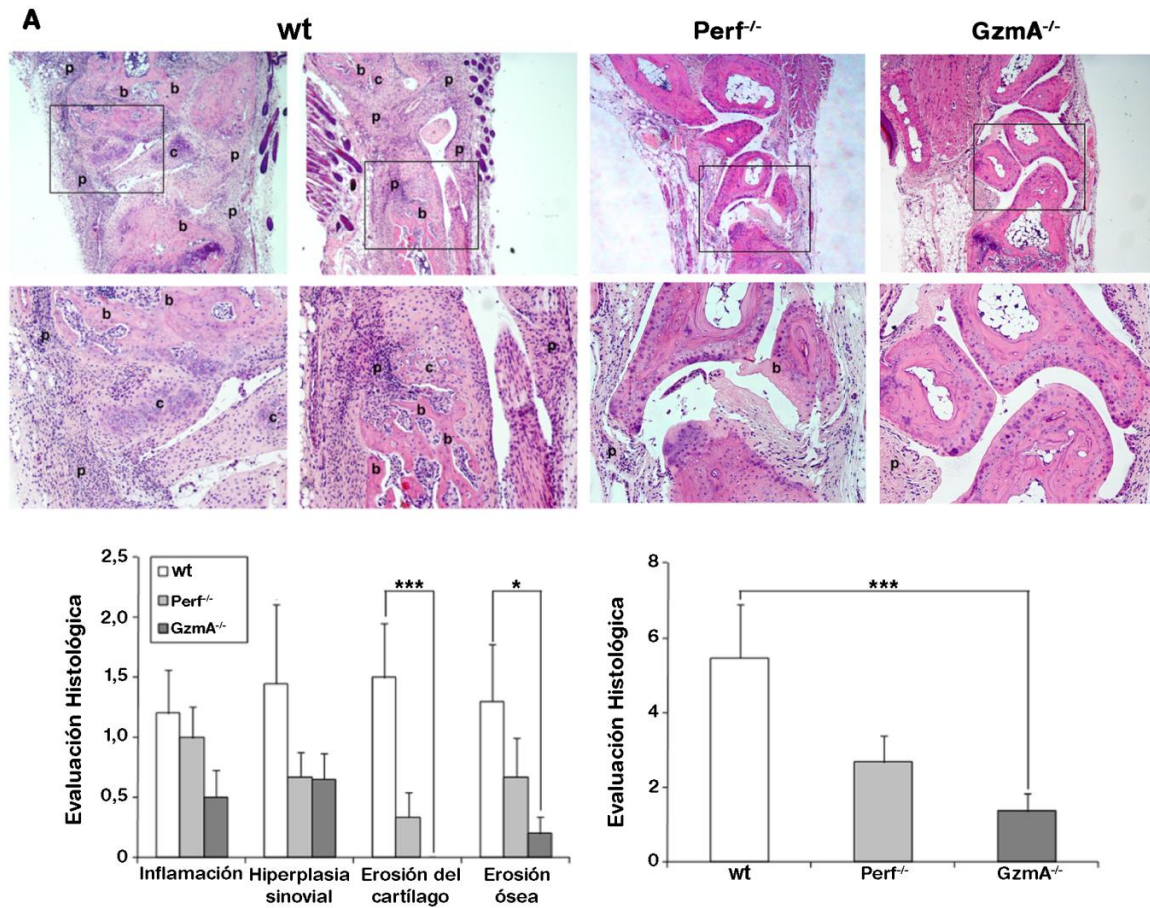 A
wt
Perf-/-
GzmA-/-
p
b
b
c
p
p
p
b
b
c
p
p
p
p
b
b
b
p
c
c
p
p
p
c
b
b
b
b
p
p
Evaluación Histológica
2,5
2,0
1,5
1,0
0,5
0
wt
Perf-/-
GzmA-/-
***
*
Inflamación
Hiperplasia
sinovial
Erosión del
cartílago
Erosión
ósea
Evaluación Histológica
8
6
4
2
0
***
wt
Perf-/-
GzmA-/-